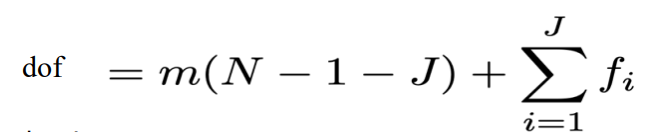 dof = m(N − 1 − J) + ∑_{i=1}^{J} f_i